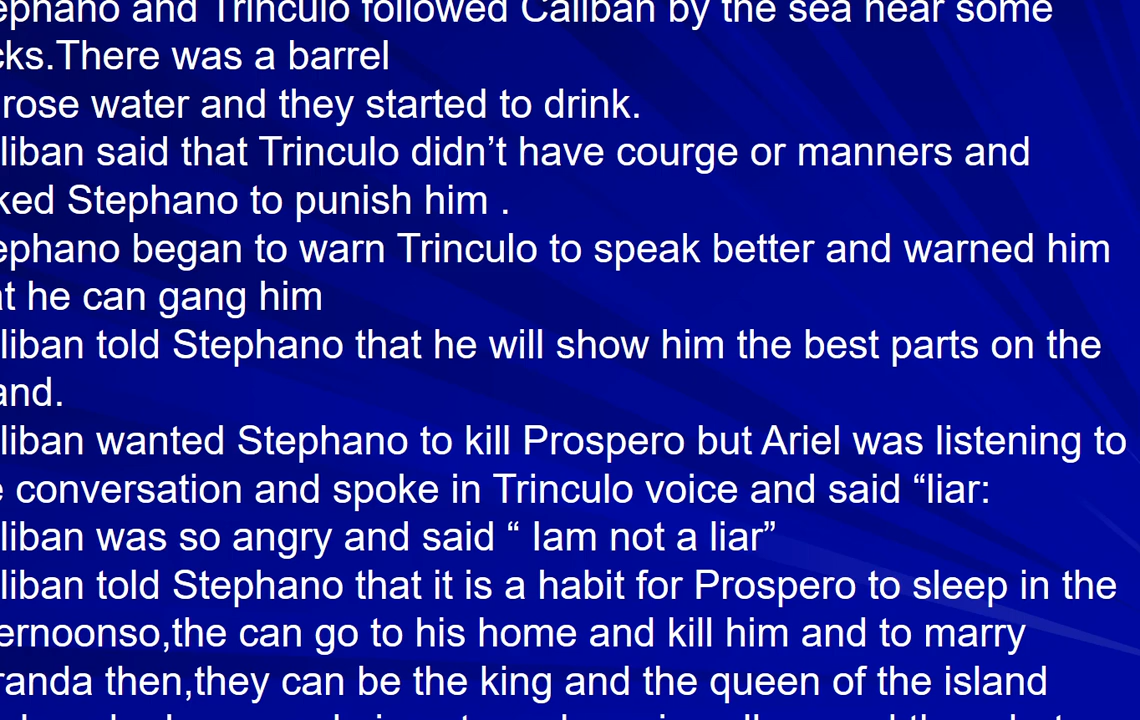 ephano and Trinculo followed Caliban by the sea near some
cks.There was a barrel
rose water and they started to drink.
liban said that Trinculo didn’t have courge or manners and
ked Stephano to punish him .
ephano began to warn Trinculo to speak better and warned him
at he can gang him
liban told Stephano that he will show him the best parts on the
and.
liban wanted Stephano to kill Prospero but Ariel was listening to
e conversation and spoke in Trinculo voice and said “liar:
liban was so angry and said “ Iam not a liar”
liban told Stephano that it is a habit for Prospero to sleep in the
ernoonso,the can go to his home and kill him and to marry
randa then,they can be the king and the queen of the island